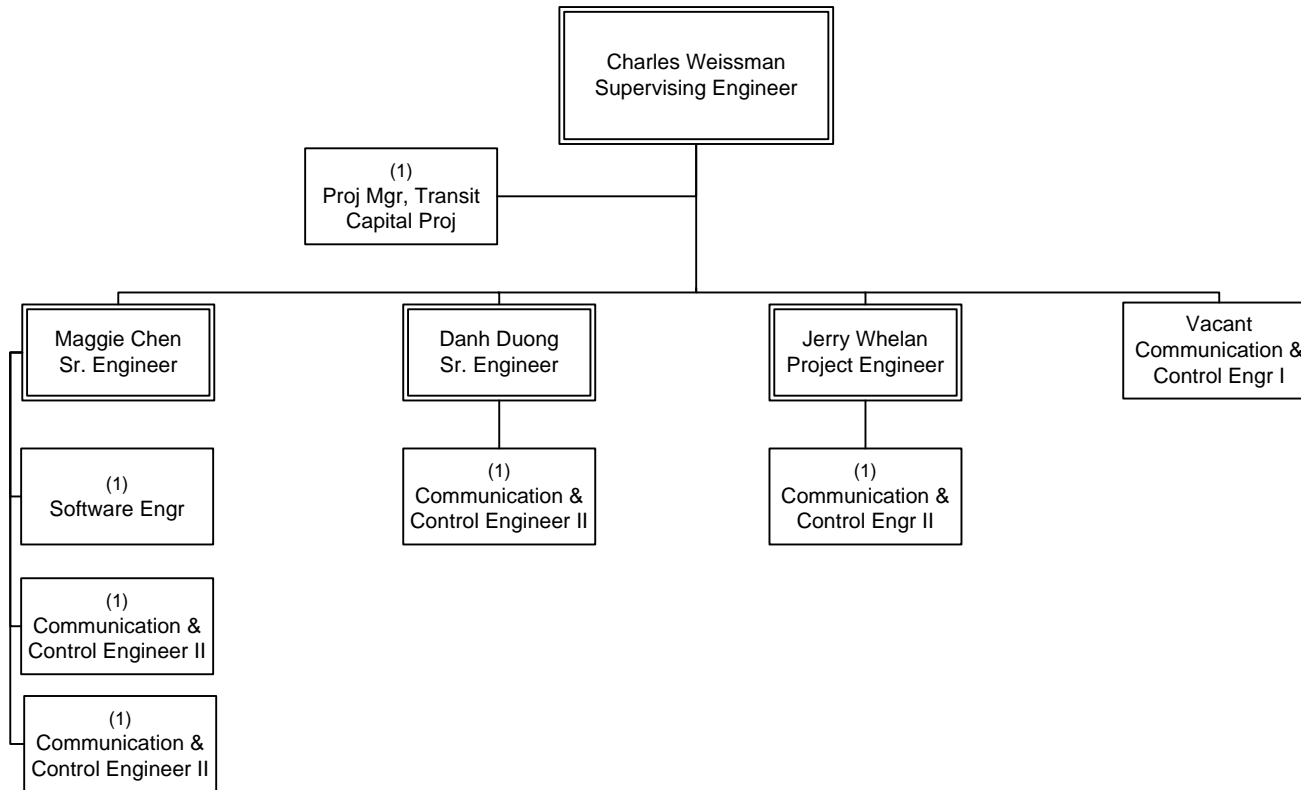 Charles Weissman
Supervising Engineer
(1)
Proj Mgr, Transit
Capital Proj
Maggie Chen
Sr. Engineer
Danh Duong
Sr. Engineer
Jerry Whelan
Project Engineer
Vacant
Communication &
Control Engr I
(1)
Software Engr
(1)
Communication &
Control Engineer II
(1)
Communication &
Control Engr II
(1)
Communication &
Control Engineer II
(1)
Communication &
Control Engineer II